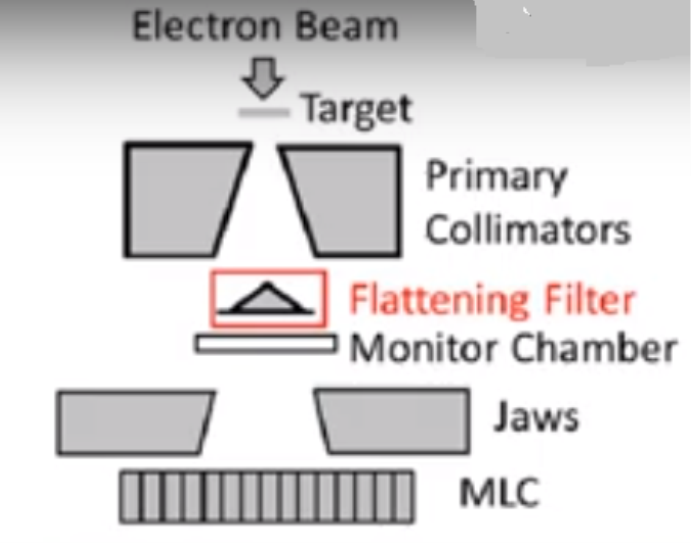 Electron Beam
Target
Primary
Collimators
Flattening Filter
Monitor Chamber
Jaws
MLC